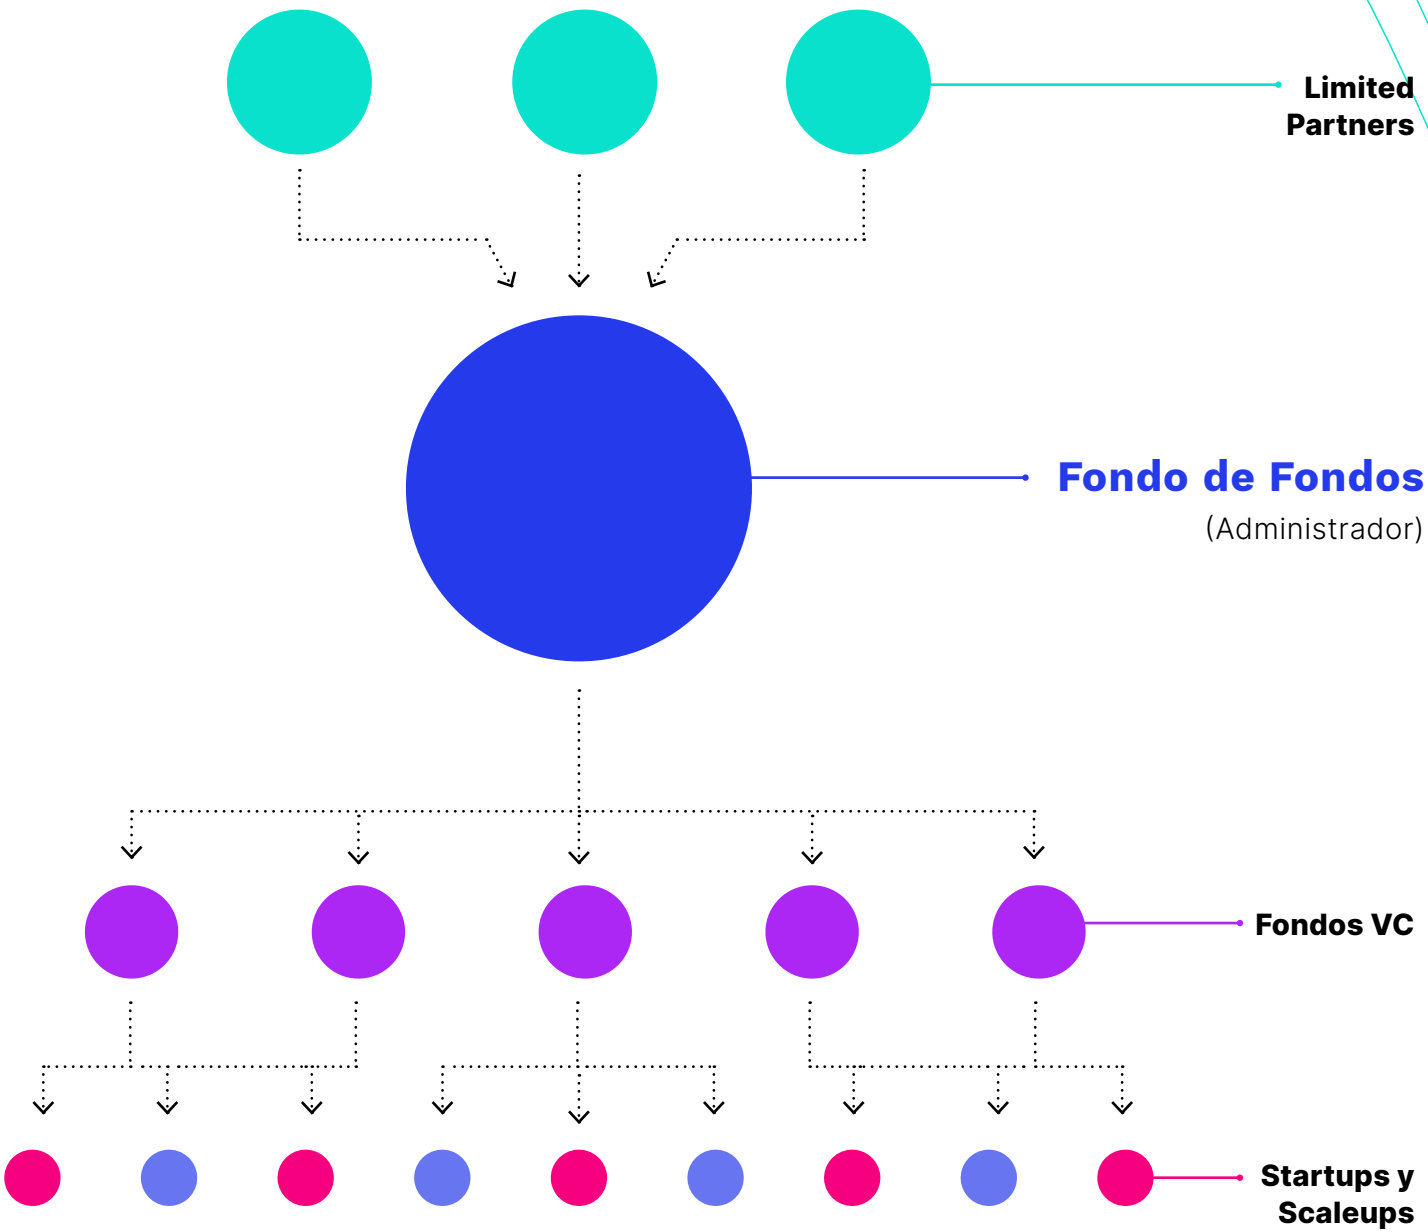 Limited
Partners
Fondo de Fondos
(Administrador)
Fondos VC
Startups y
Scaleups